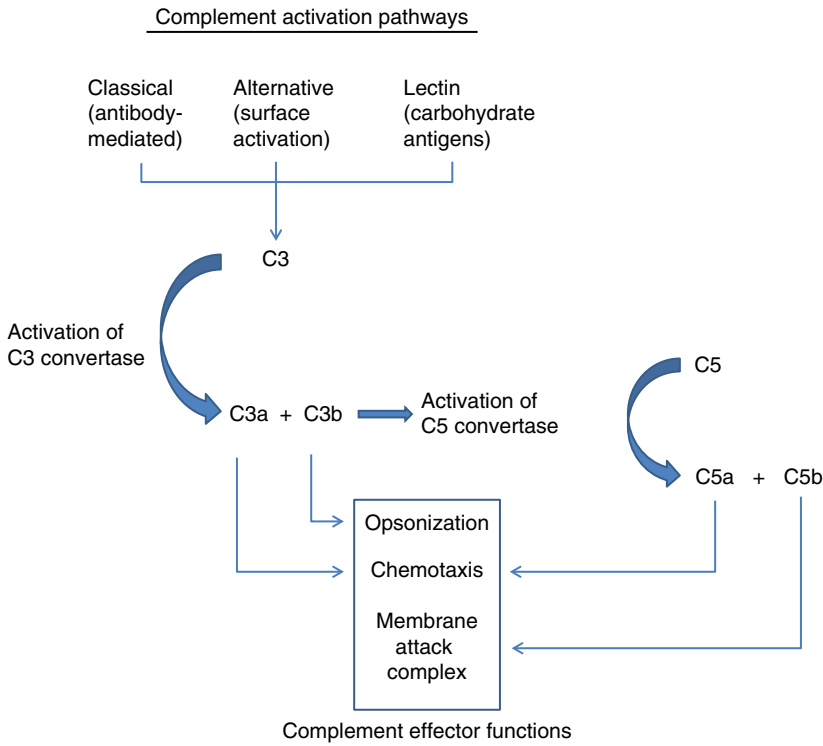 Complement activation pathways
Classical
(antibody-
mediated)
Alternative
(surface
activation)
Lectin
(carbohydrate
antigens)
C3
Activation of
C3 convertase
C3a + C3b
Activation of
C5 convertase
C5
C5a + C5b
Opsonization
Chemotaxis
Membrane
attack
complex
Complement effector functions